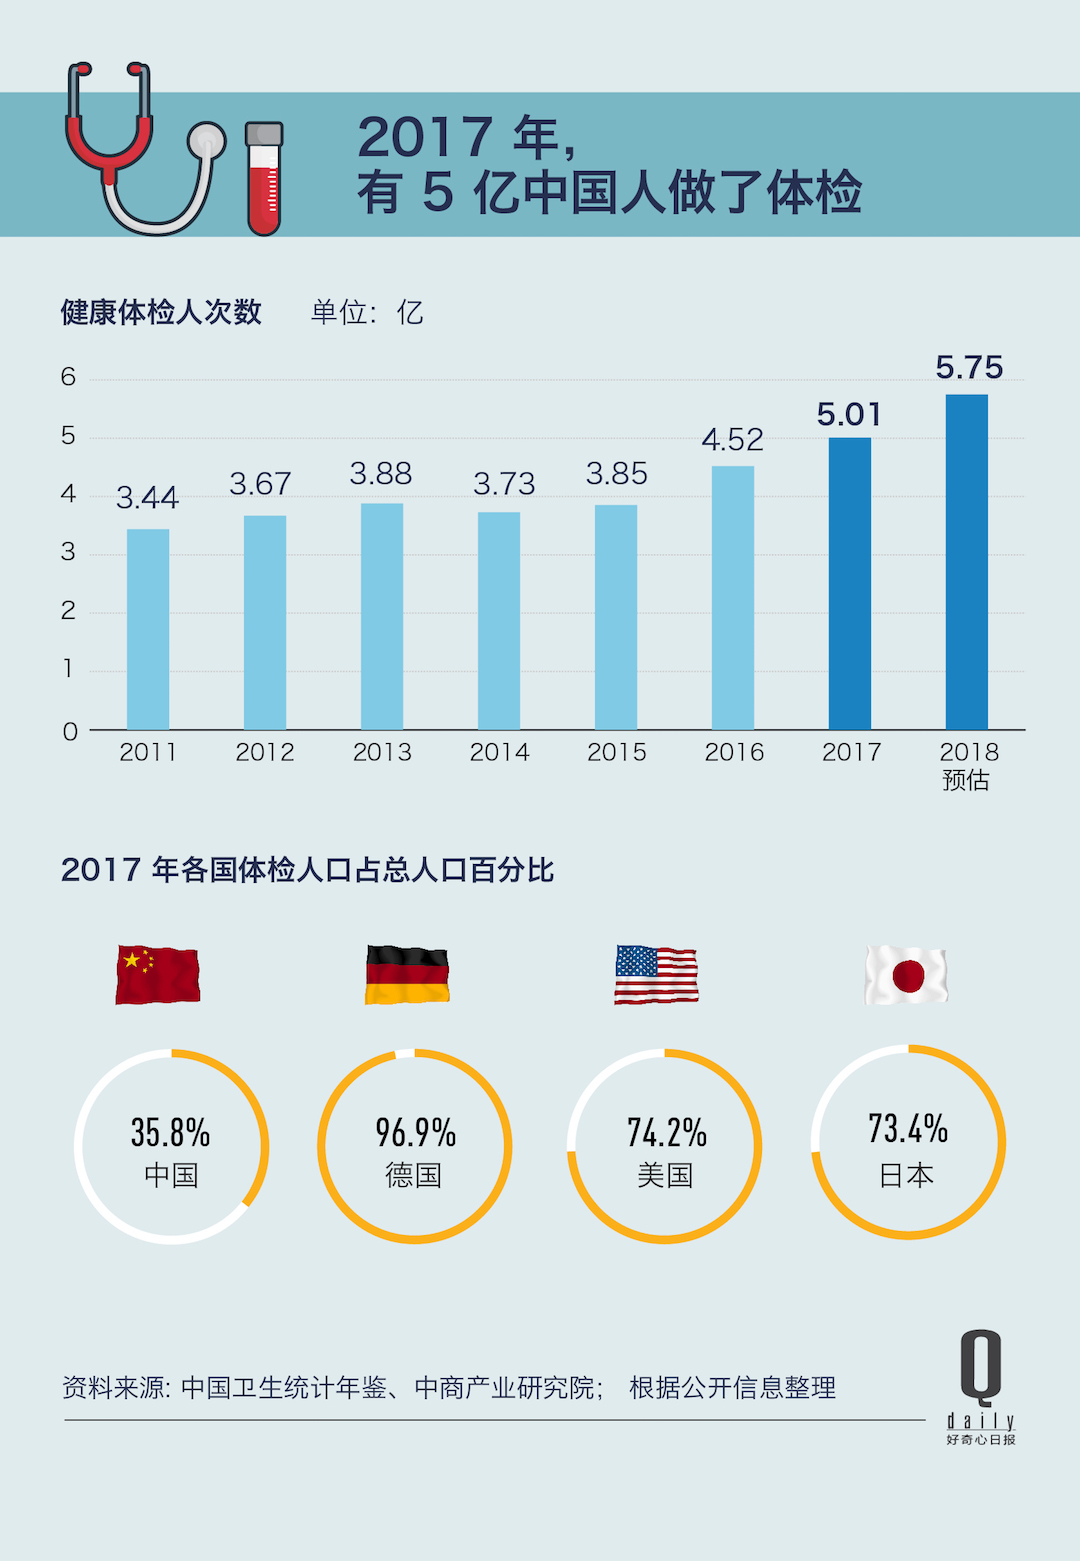 2017 年，
有 5 亿中国人做了体检
健康体检人次数 单位：亿
6
5
4
3
2
1
0
3.44 3.67 3.88 3.73 3.85 4.52 5.01 5.75
2011 2012 2013 2014 2015 2016 2017 2018
预估
2017 年各国体检人口占总人口百分比
35.8% 96.9% 74.2% 73.4%
中国 德国 美国 日本
资料来源: 中国卫生统计年鉴、中商产业研究院； 根据公开信息整理
Q
daily
好奇心日报